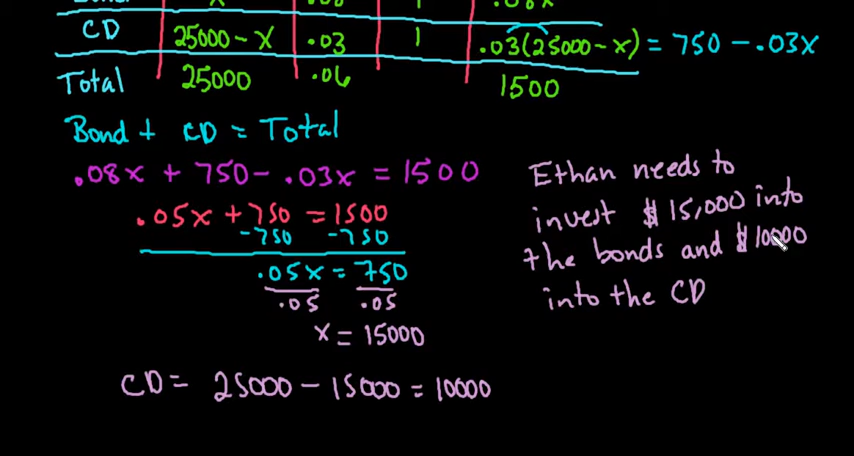 CD 25000 - x .03 1 .03(25000 - x) = 750 - .03x
Total 25000 .06 1500
Bond + CD = Total
.08x + 750 - .03x = 1500
.05x + 750 = 1500
-750 -750
.05x = 750
.05 .05
x = 15000
CD = 25000 - 15000 = 10000
Ethan needs to
invest $15,000 into
the bonds and $10000
into the CD